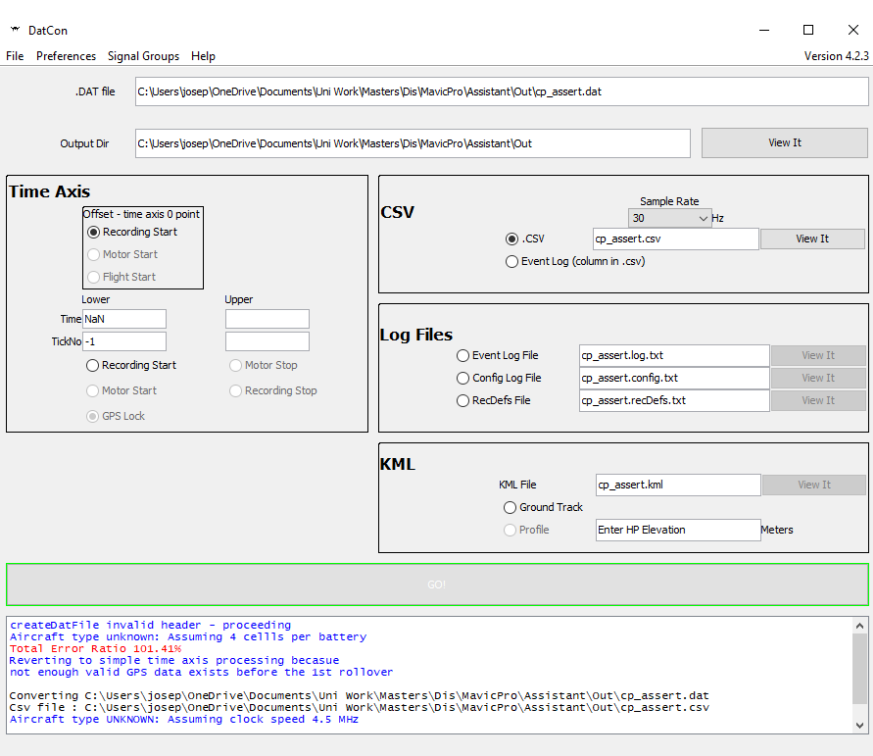 DatCon
File Preferences Signal Groups Help Version 4.2.3
.DAT file C:\Users\josep\OneDrive\Documents\Uni Work\Masters\Dis\MavicPro\Assistant\Out\cp_assert.dat
Output Dir C:\Users\josep\OneDrive\Documents\Uni Work\Masters\Dis\MavicPro\Assistant\Out View It
Time Axis
Offset - time axis 0 point
Recording Start
Motor Start
Flight Start
Lower Upper
Time NaN
TickNo -1
Recording Start Motor Stop
Motor Start Recording Stop
GPS Lock
CSV
Sample Rate
30 Hz
.CSV cp_assert.csv View It
Event Log (column in .csv)
Log Files
Event Log File cp_assert.log.txt View It
Config Log File cp_assert.config.txt View It
RecDefs File cp_assert.recDefs.txt View It
KML
KML File cp_assert.kml View It
Ground Track
Profile Enter HP Elevation Meters
GO!
createDatFile invalid header - proceeding
Aircraft type unknown: Assuming 4 cellls per battery
Total Error Ratio 101.41%
Reverting to simple time axis processing becasue
not enough valid GPS data exists before the 1st rollover
Converting C:\Users\josep\OneDrive\Documents\Uni Work\Masters\Dis\MavicPro\Assistant\Out\cp_assert.dat
Csv file : C:\Users\josep\OneDrive\Documents\Uni Work\Masters\Dis\MavicPro\Assistant\Out\cp_assert.csv
Aircraft type UNKNOWN: Assuming clock speed 4.5 MHz